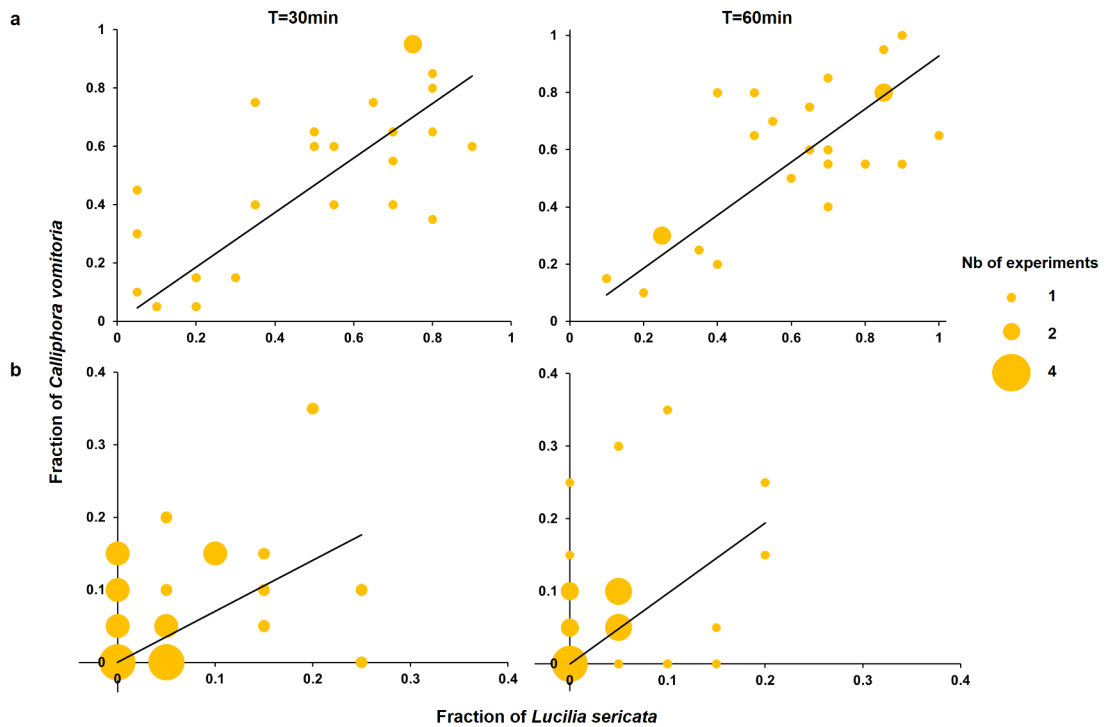 a
T=30min
T=60min
1
0.8
0.6
0.4
0.2
0
0 0.2 0.4 0.6 0.8 1
1
0.8
0.6
0.4
0.2
0
0 0.2 0.4 0.6 0.8 1
Fraction of Calliphora vomitoria
Nb of experiments
1
2
4
b
0.4
0.3
0.2
0.1
0
0 0.1 0.2 0.3 0.4
0.4
0.3
0.2
0.1
0
0 0.1 0.2 0.3 0.4
Fraction of Lucilia sericata